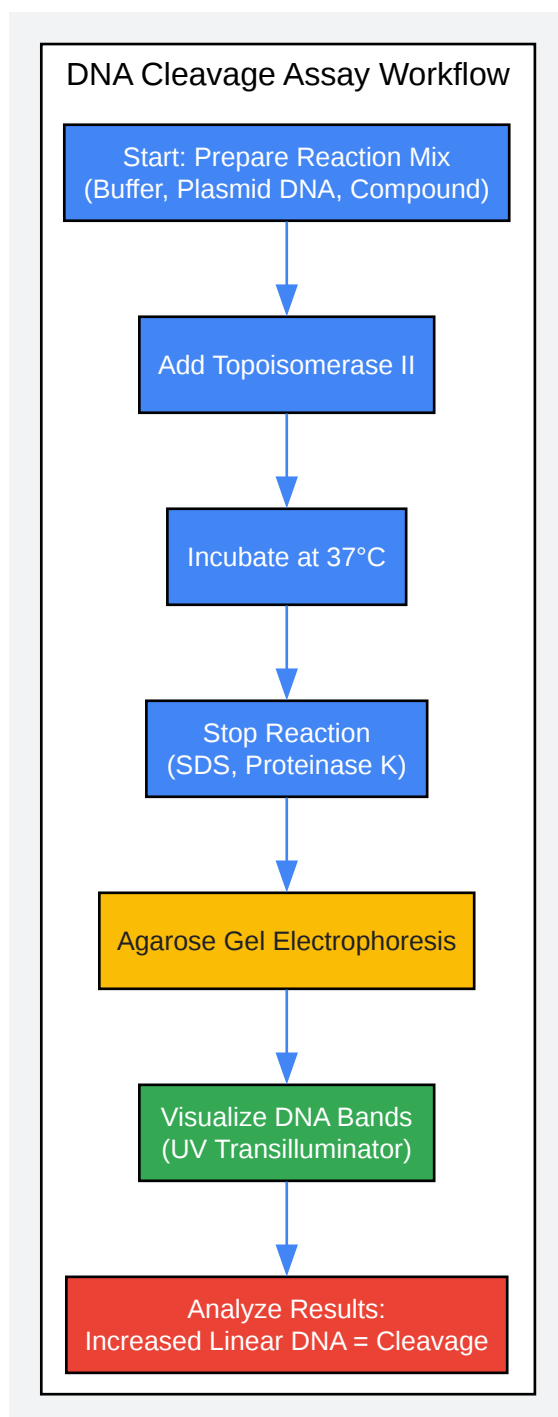 DNA Cleavage Assay Workflow
Start: Prepare Reaction Mix
(Buffer, Plasmid DNA, Compound)
Add Topoisomerase II
Incubate at 37°C
Stop Reaction
(SDS, Proteinase K)
Agarose Gel Electrophoresis
Visualize DNA Bands
(UV Transilluminator)
Analyze Results:
Increased Linear DNA = Cleavage